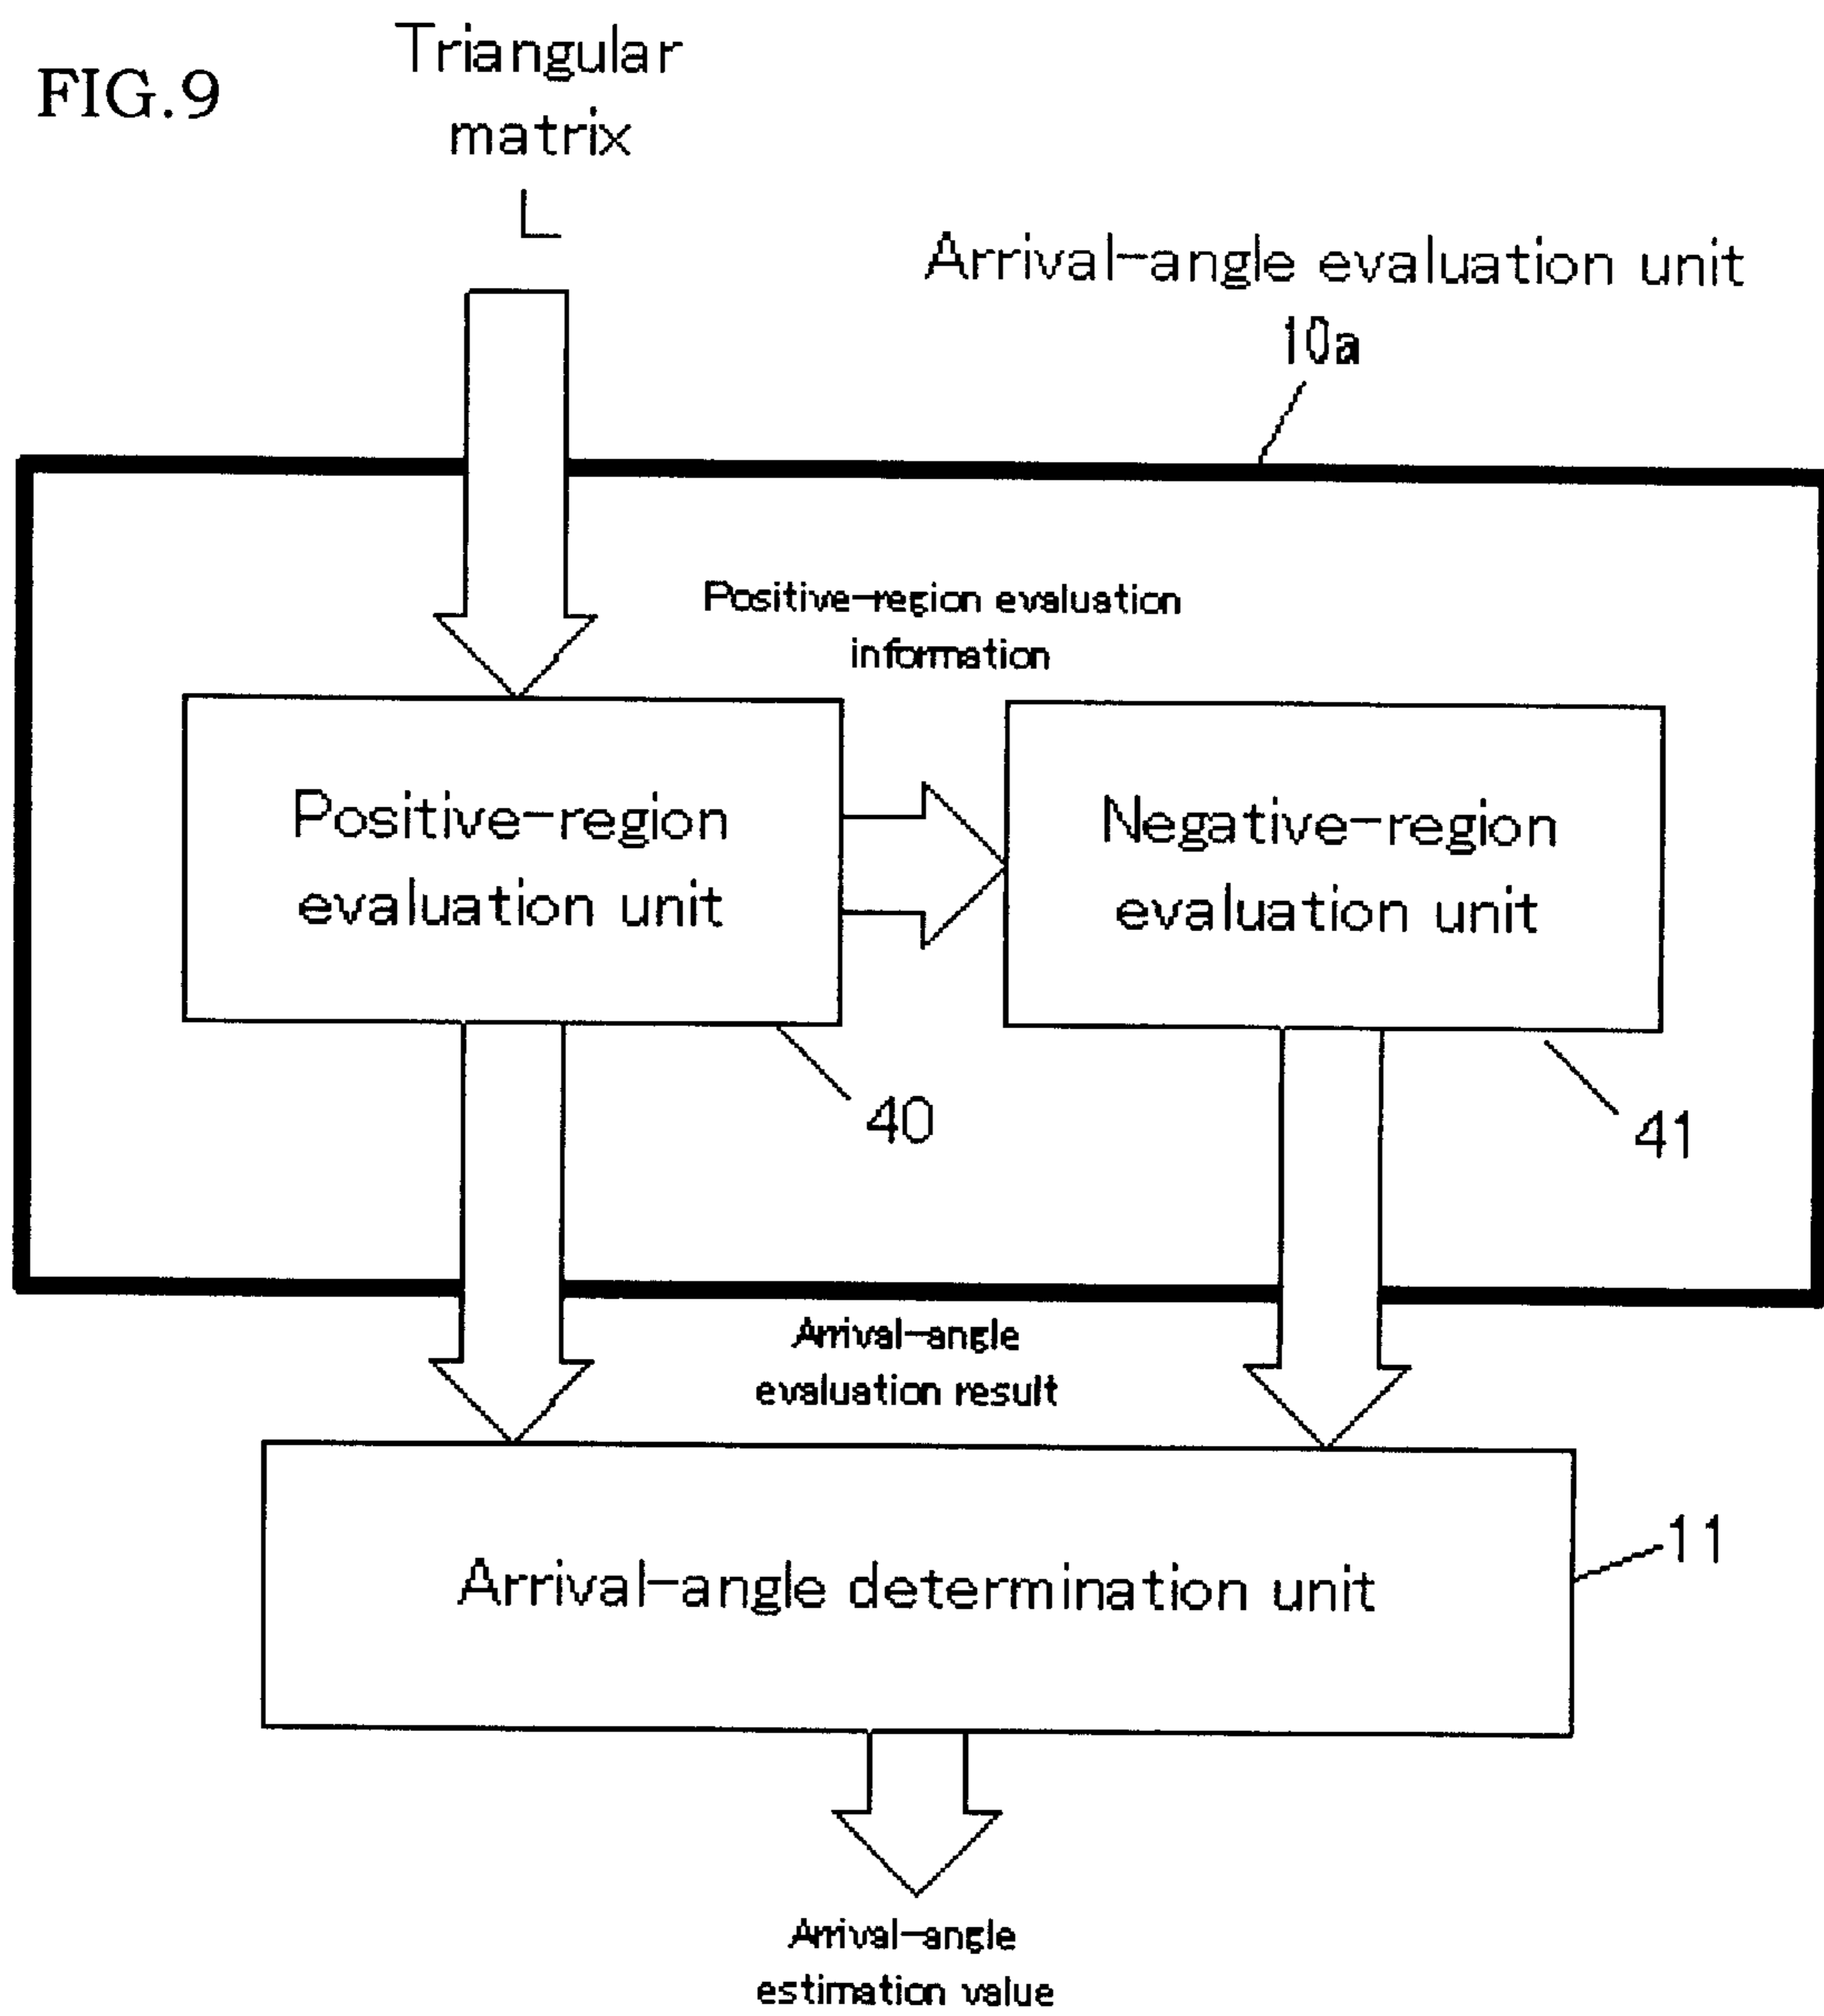 FIG.9
Triangular
matrix
L
Arrival-angle evaluation unit
10a
Positive-region evaluation
information
Positive-region
evaluation unit
Negative-region
evaluation unit
40
41
Arrival-angle
evaluation result
Arrival-angle determination unit
11
Arrival-angle
estimation value